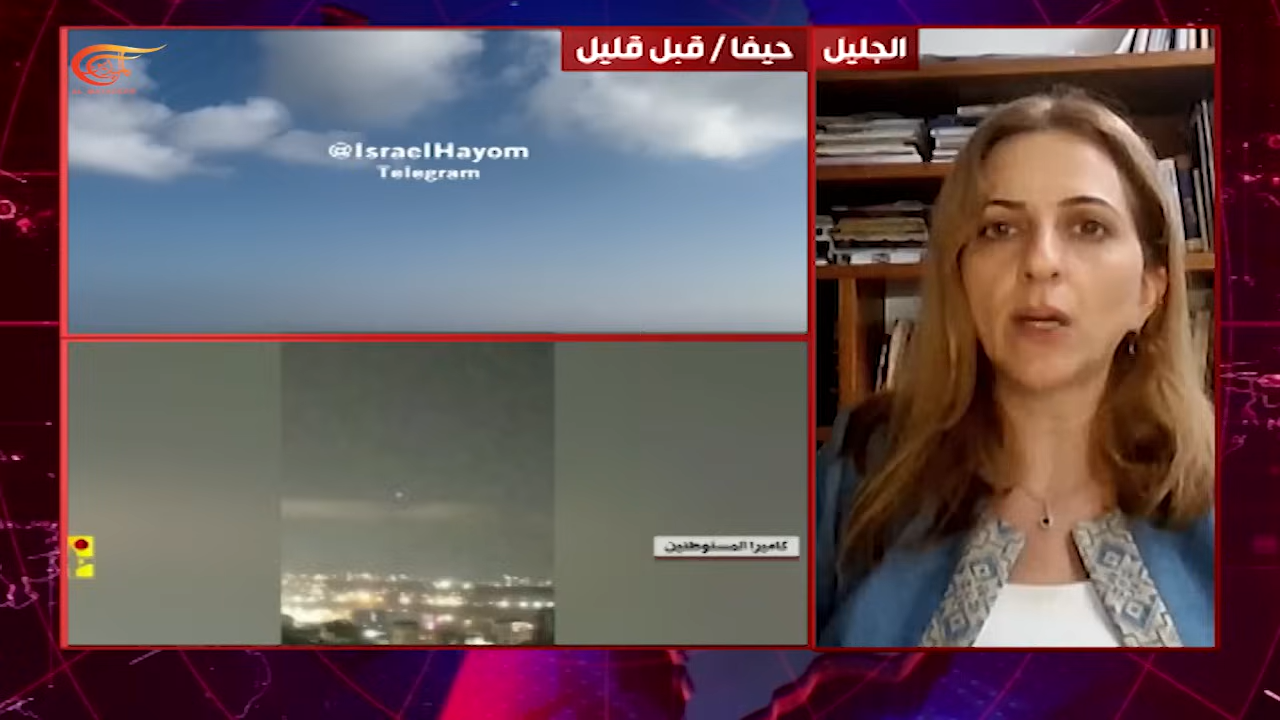 الجليل
حيفا / قبل قليل
@IsraelHayom
Telegram
كاميرا المستوطنين